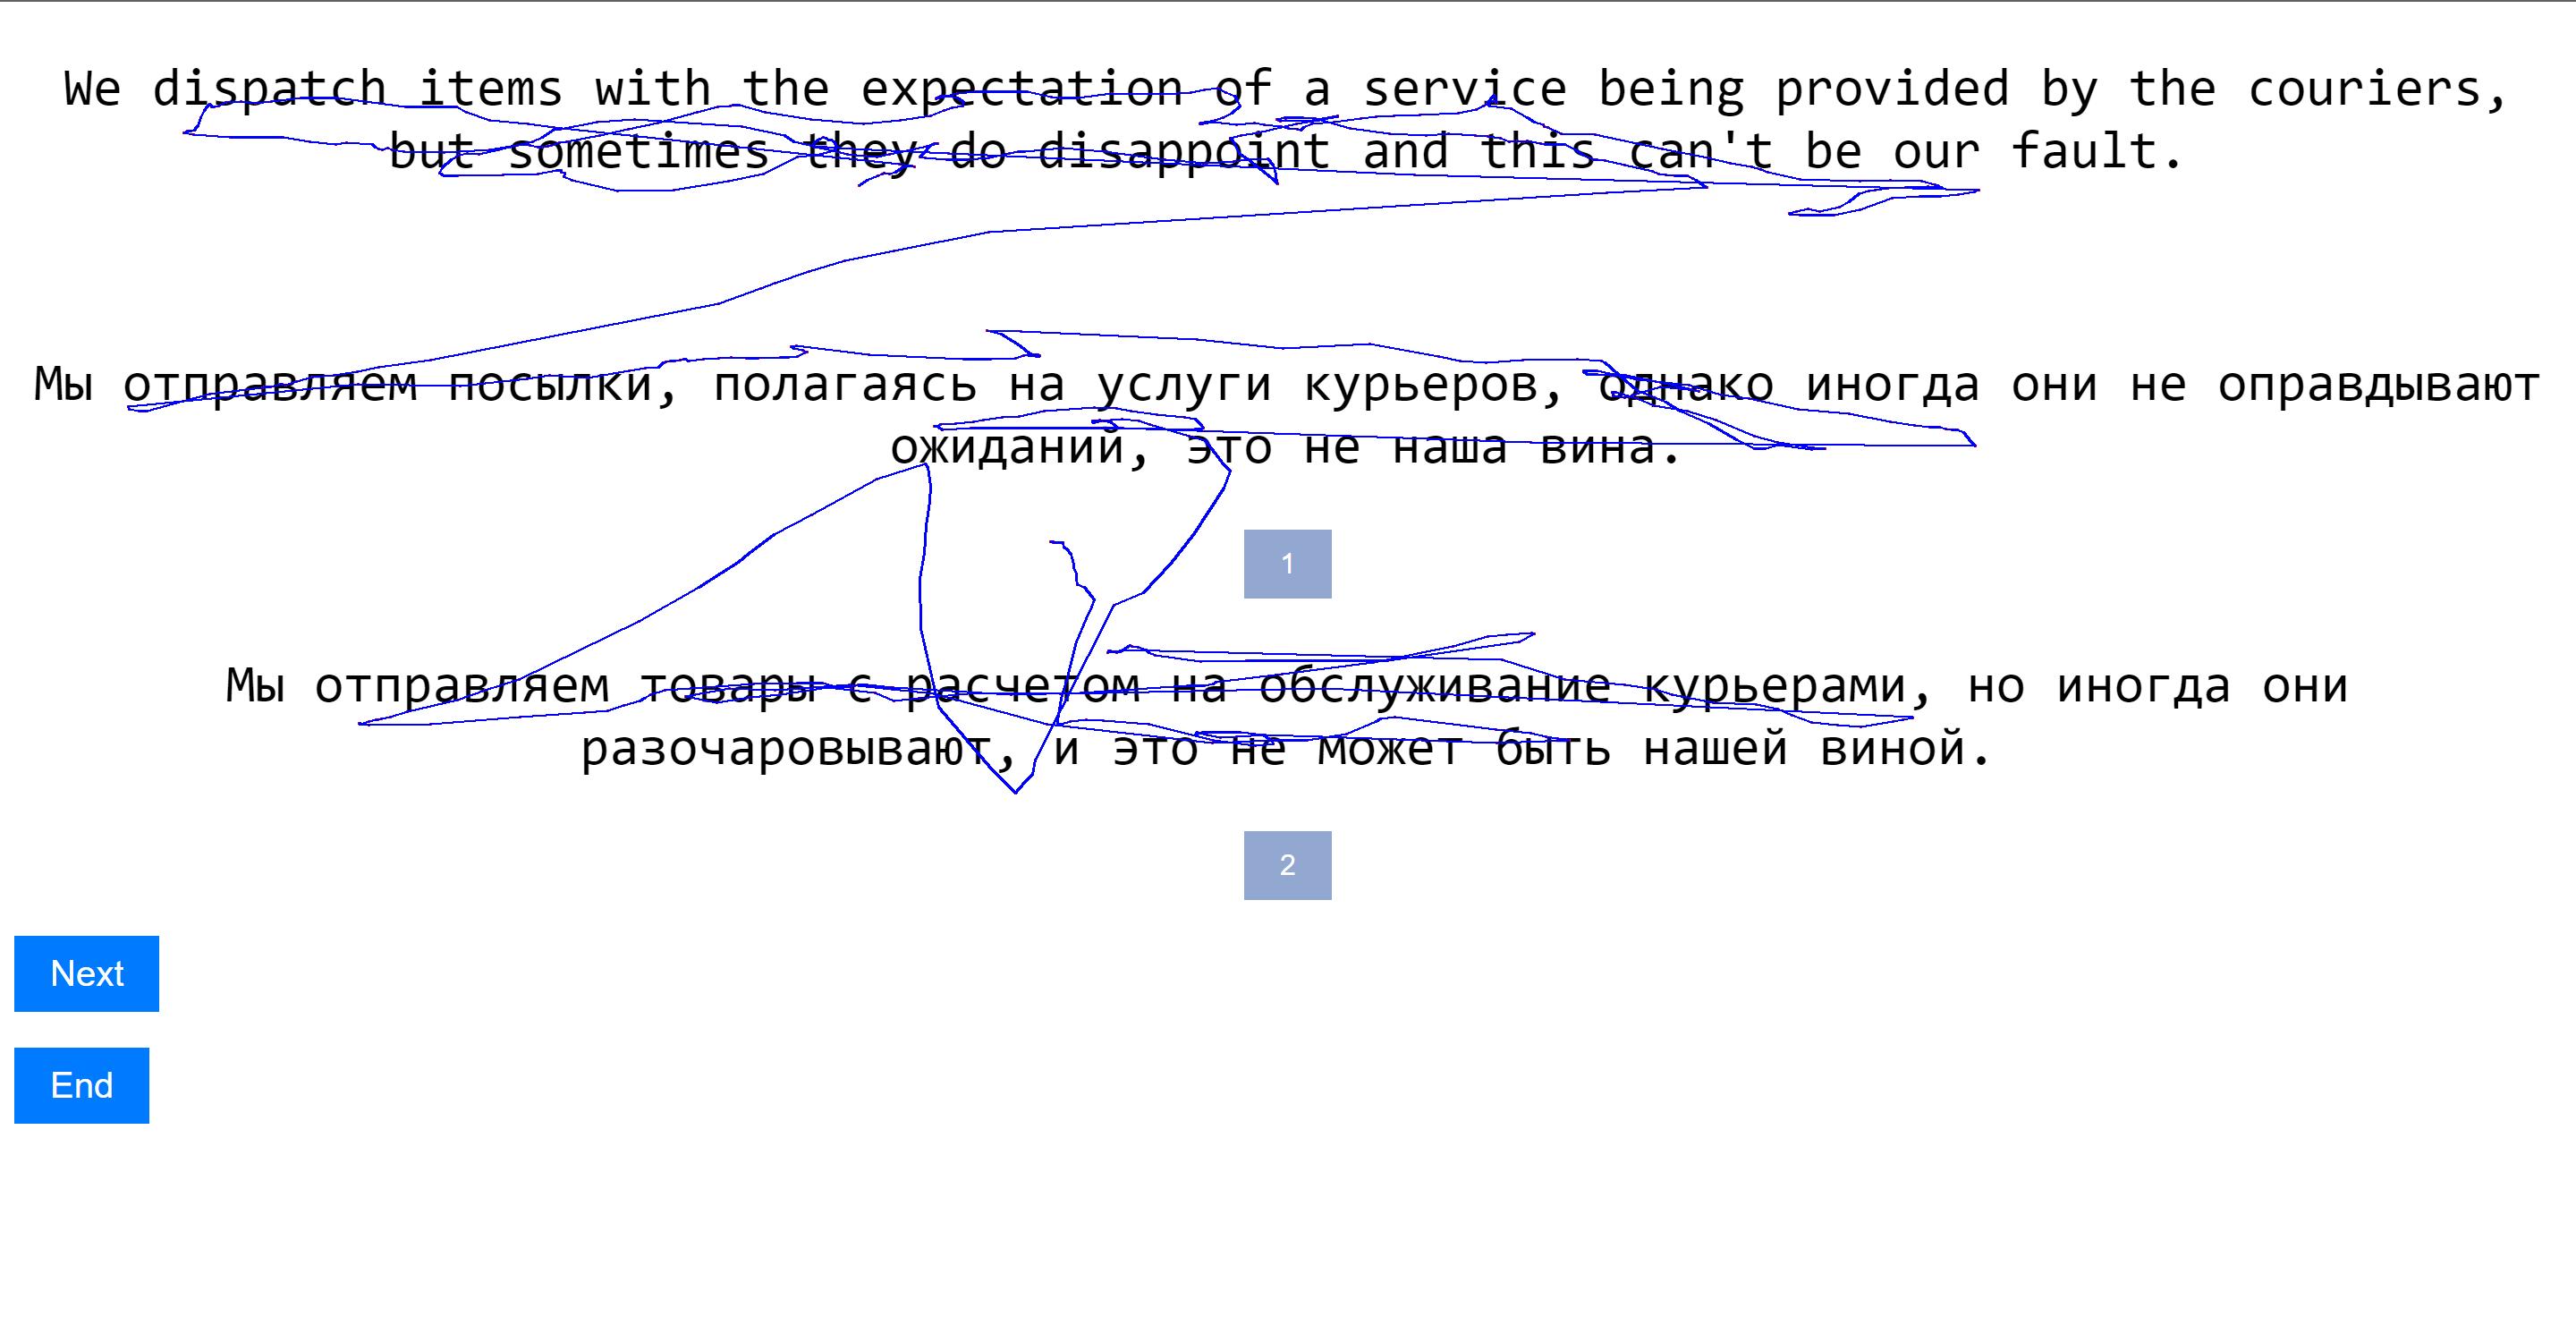 We dispatch items with the expectation of a service being provided by the couriers,
but sometimes they do disappoint and this can't be our fault.
Мы отправляем посылки, полагаясь на услуги курьеров, однако иногда они не оправдывают
ожиданий, это не наша вина.
1
Мы отправляем товары с расчетом на обслуживание курьерами, но иногда они
разочаровывают, и это не может быть нашей виной.
2
Next
End